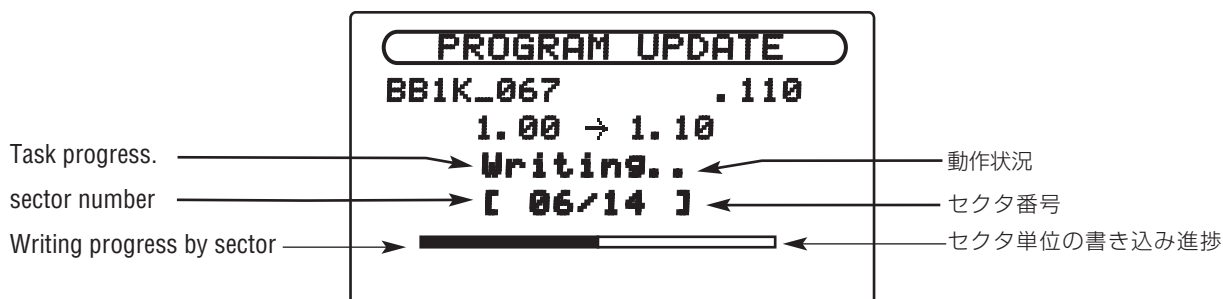 PROGRAM UPDATE
BB1K_067 .110
1.00 → 1.10
Task progress. Writing.. 動作状況
sector number [ 06/14 ] セクタ番号
Writing progress by sector セクタ単位の書き込み進捗